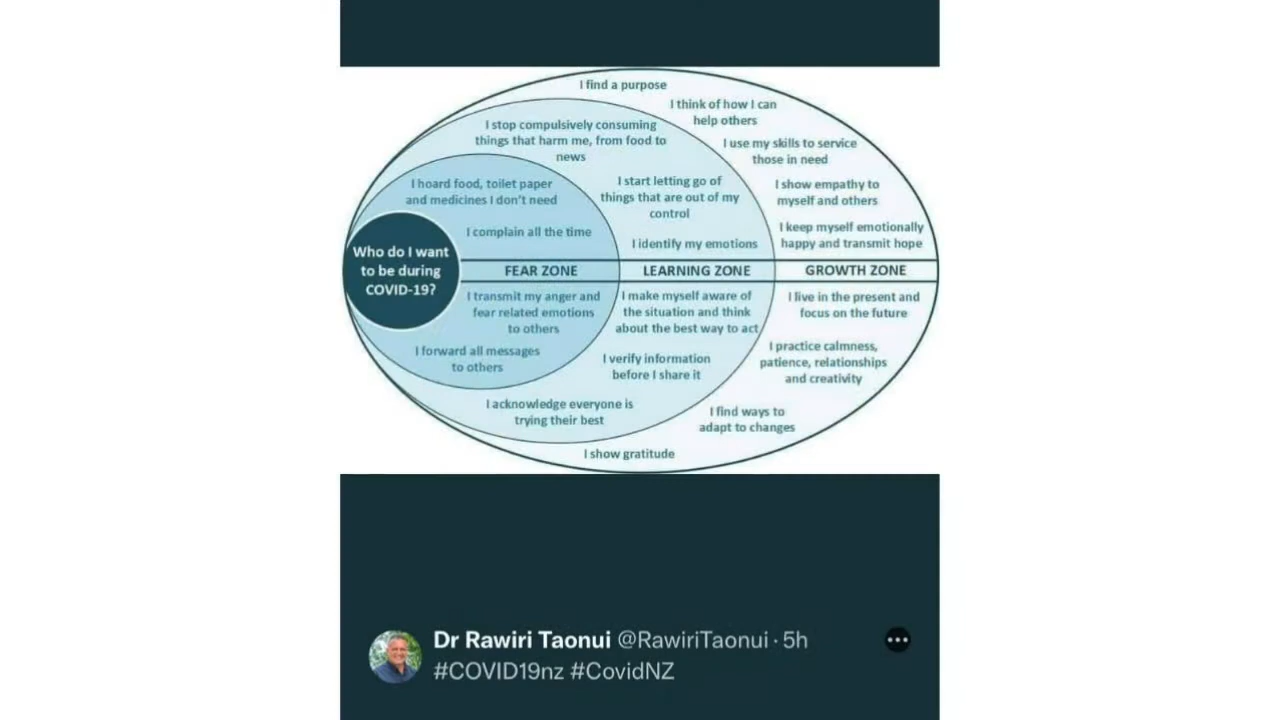 I find a purpose
I think of how I can
help others
I stop compulsively consuming
things that harm me, from food to
news
I use my skills to service
those in need
I hoard food, toilet paper
and medicines I don't need
I start letting go of
things that are out of my
control
I show empathy to
myself and others
I complain all the time
I identify my emotions
I keep myself emotionally
happy and transmit hope
Who do I want
to be during
COVID-19?
FEAR ZONE
LEARNING ZONE
GROWTH ZONE
I transmit my anger and
fear related emotions
to others
I make myself aware of
the situation and think
about the best way to act
I live in the present and
focus on the future
I forward all messages
to others
I verify information
before I share it
I practice calmness,
patience, relationships
and creativity
I acknowledge everyone is
trying their best
I find ways to
adapt to changes
I show gratitude
Dr Rawiri Taonui @RawiriTaonui · 5h
#COVID19nz #CovidNZ